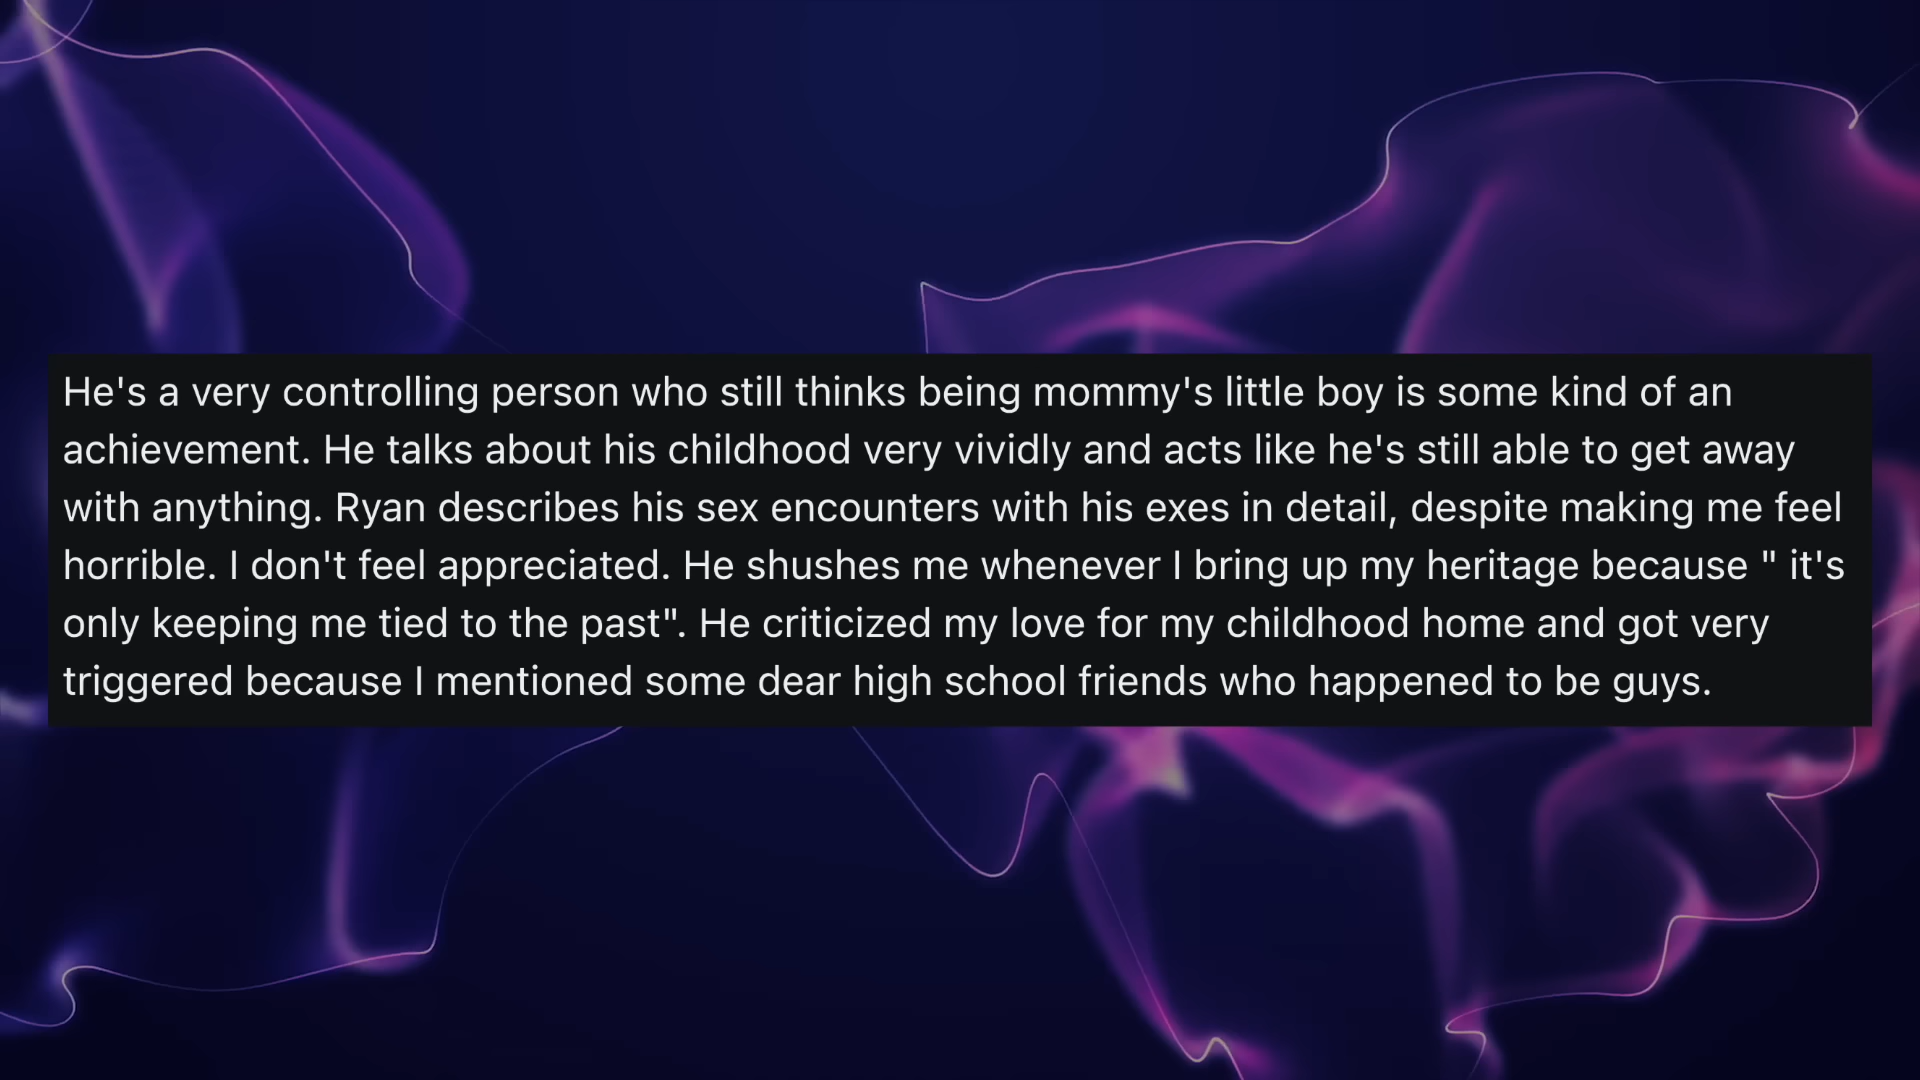 He's a very controlling person who still thinks being mommy's little boy is some kind of an
achievement. He talks about his childhood very vividly and acts like he's still able to get away
with anything. Ryan describes his sex encounters with his exes in detail, despite making me feel
horrible. I don't feel appreciated. He shushes me whenever I bring up my heritage because " it's
only keeping me tied to the past". He criticized my love for my childhood home and got very
triggered because I mentioned some dear high school friends who happened to be guys.